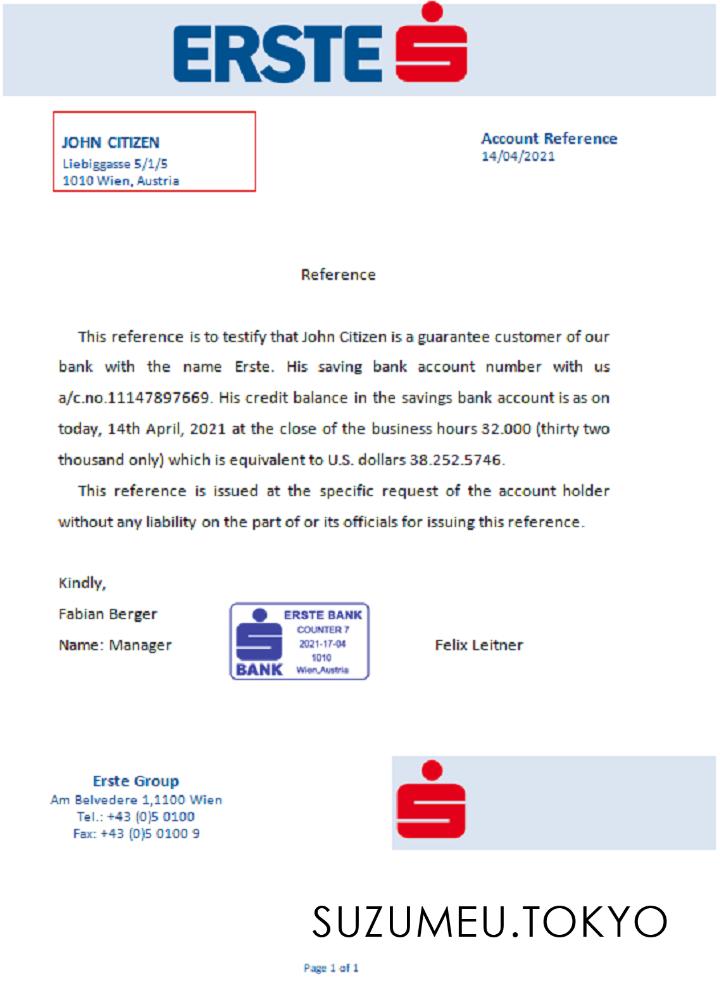 ERSTE
JOHN CITIZEN
Liebiggasse 5/1/5
1010 Wien, Austria
Account Reference
14/04/2021
Reference
This reference is to testify that John Citizen is a guarantee customer of our
bank with the name Erste. His saving bank account number with us
a/c.no.11147897669. His credit balance in the savings bank account is as on
today, 14th April, 2021 at the close of the business hours 32.000 (thirty two
thousand only) which is equivalent to U.S. dollars 38.252.5746.
This reference is issued at the specific request of the account holder
without any liability on the part of or its officials for issuing this reference.
Kindly,
Fabian Berger
Name: Manager
ERSTE BANK
COUNTER 7
2021-17-04
1010
Wien,Austria
BANK
Felix Leitner
Erste Group
Am Belvedere 1,1100 Wien
Tel.: +43 (0)5 0100
Fax: +43 (0)5 0100 9
SUZUMEU.TOKYO
Page 1 of 1